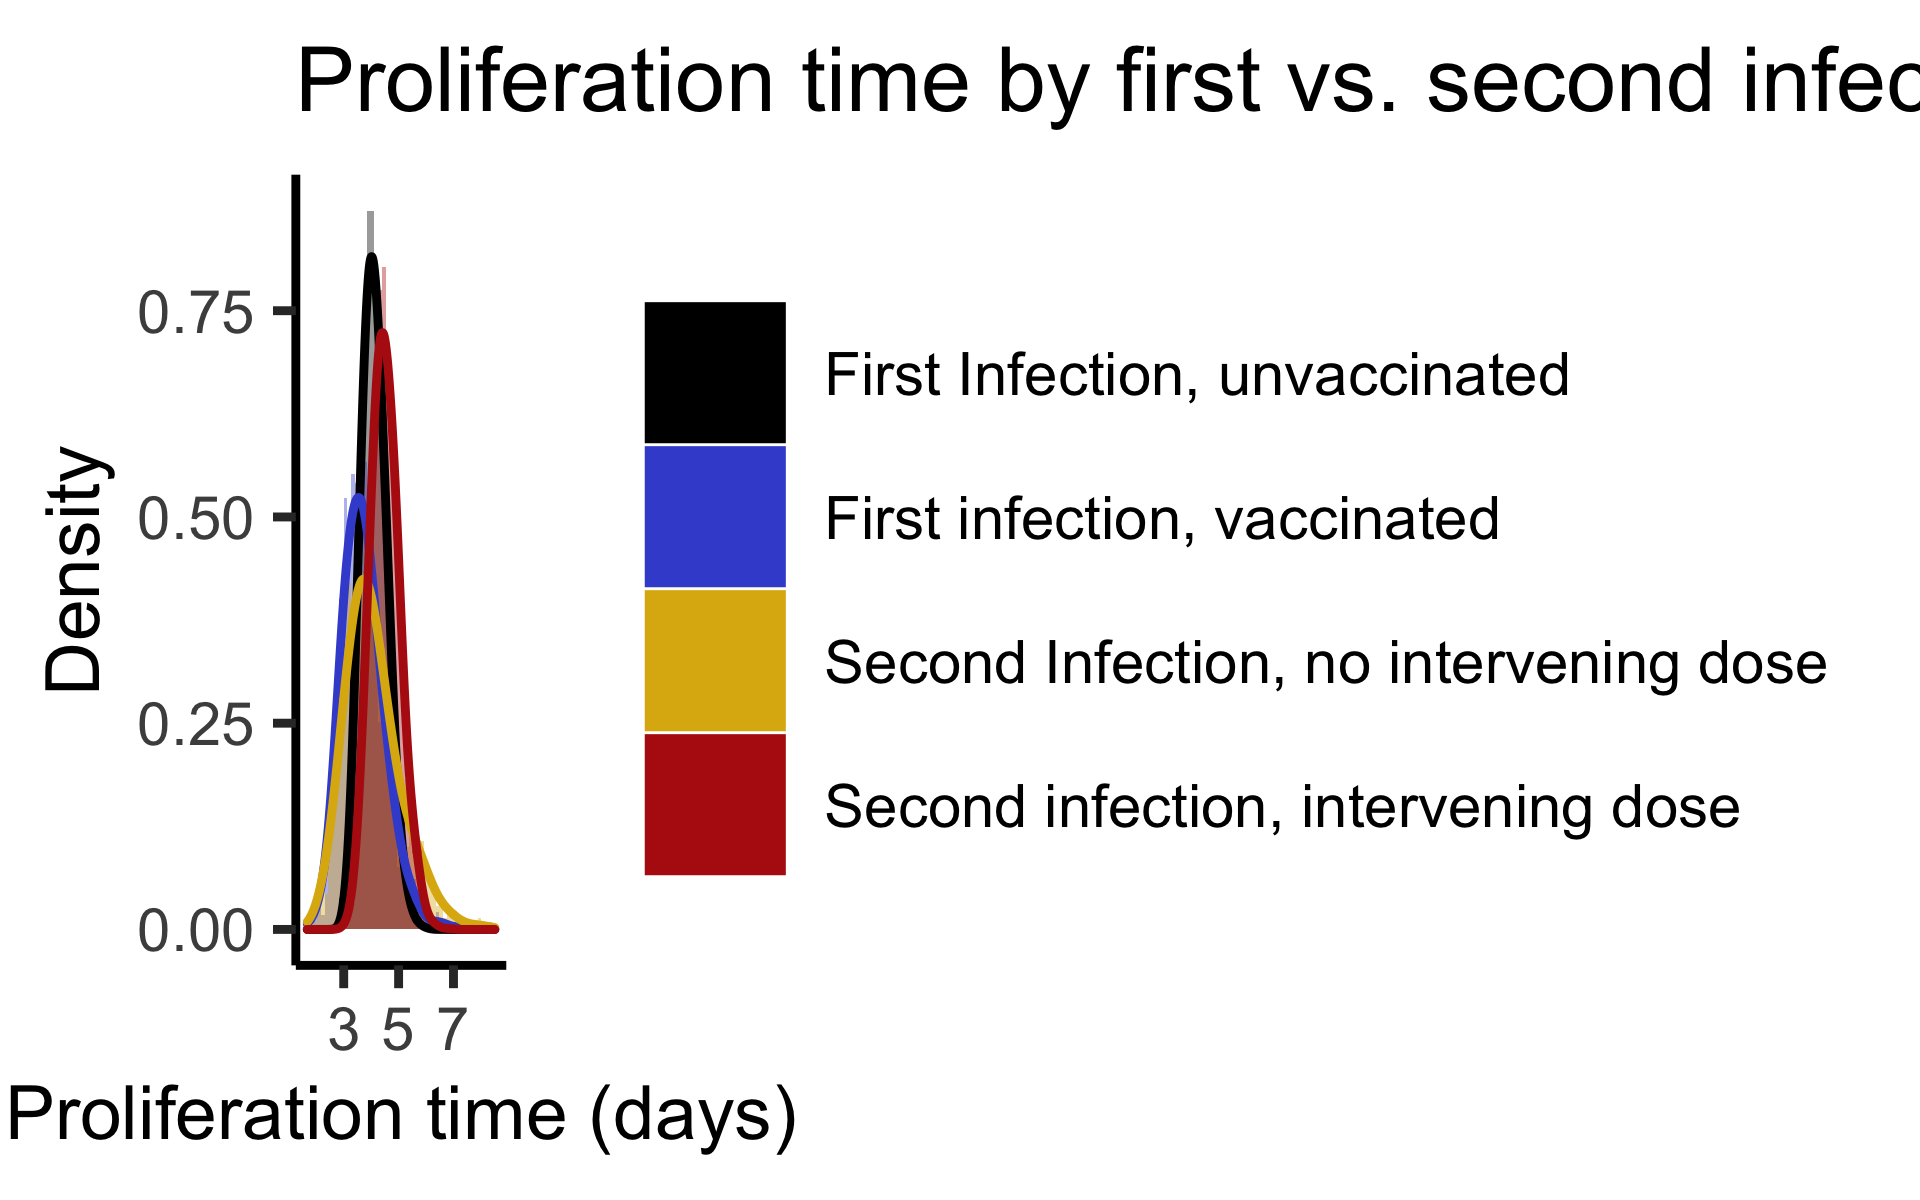 Proliferation time by first vs. second infec
Density
0.75
0.50
0.25
0.00
3 5 7
Proliferation time (days)
First Infection, unvaccinated
First infection, vaccinated
Second Infection, no intervening dose
Second infection, intervening dose